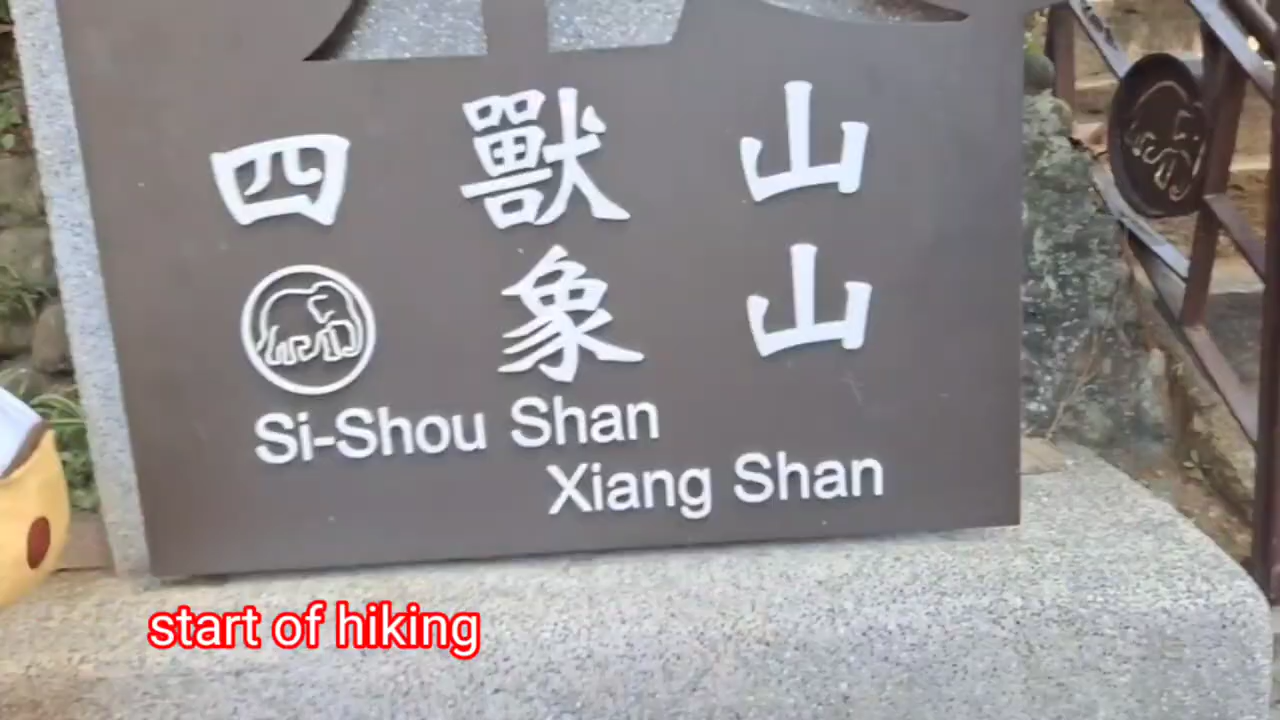 四獸山
象山
Si-Shou Shan
Xiang Shan
start of hiking